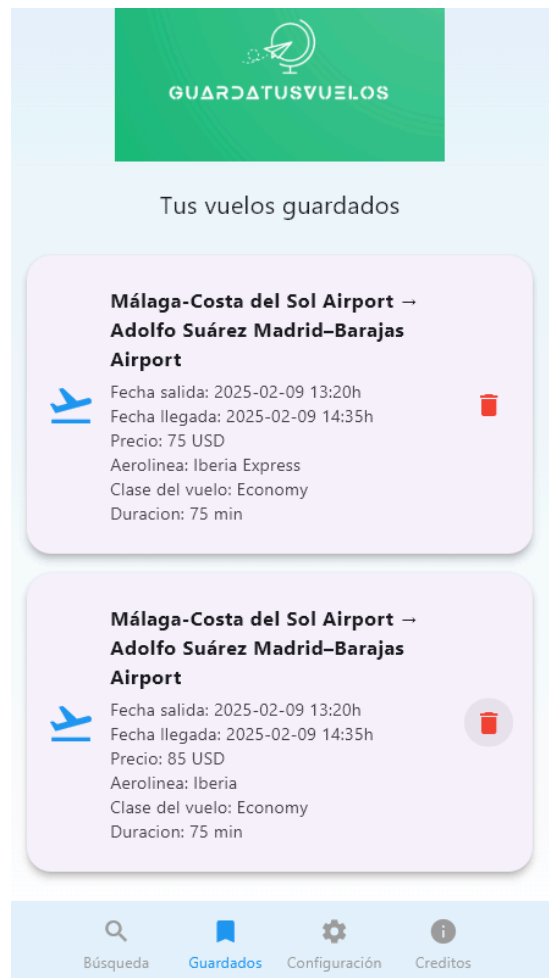 GUARDATUSVUELOS
Tus vuelos guardados
Málaga-Costa del Sol Airport →
Adolfo Suárez Madrid–Barajas
Airport
Fecha salida: 2025-02-09 13:20h
Fecha llegada: 2025-02-09 14:35h
Precio: 75 USD
Aerolinea: Iberia Express
Clase del vuelo: Economy
Duracion: 75 min
Málaga-Costa del Sol Airport →
Adolfo Suárez Madrid–Barajas
Airport
Fecha salida: 2025-02-09 13:20h
Fecha llegada: 2025-02-09 14:35h
Precio: 85 USD
Aerolinea: Iberia
Clase del vuelo: Economy
Duracion: 75 min
Búsqueda Guardados Configuración Creditos